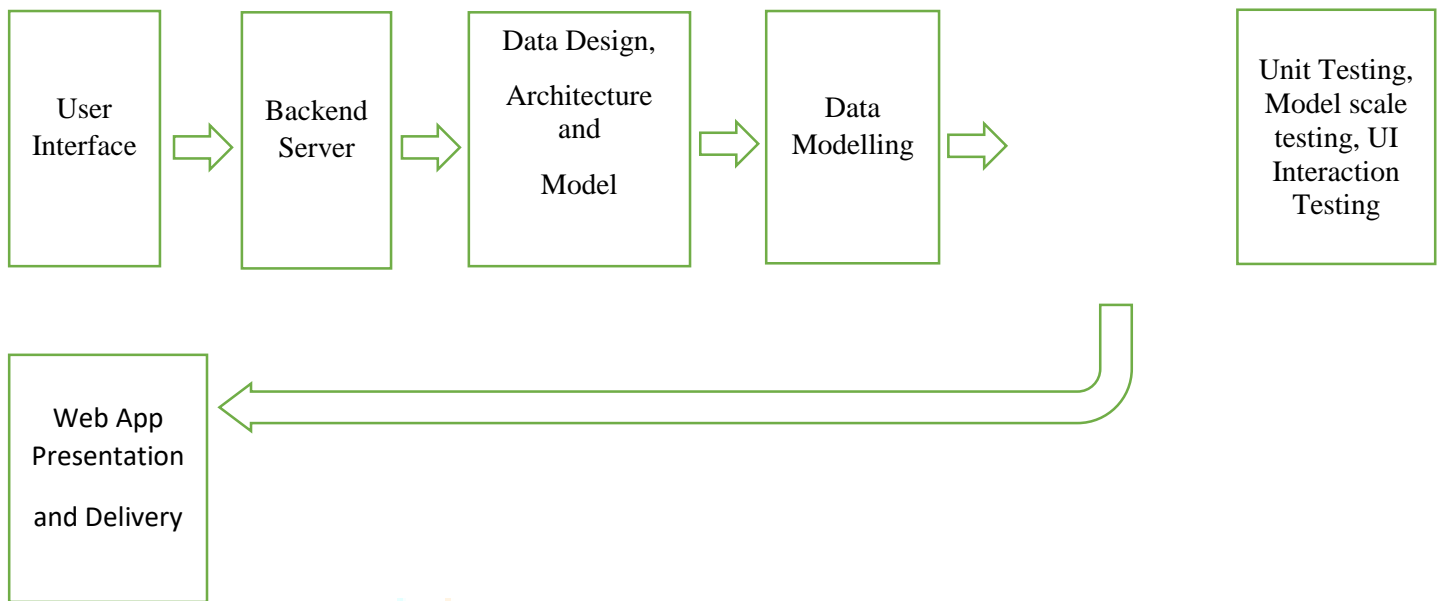 User
Interface
Backend
Server
Data Design,
Architecture
and
Model
Data
Modelling
Unit Testing,
Model scale
testing, UI
Interaction
Testing
Web App
Presentation
and Delivery